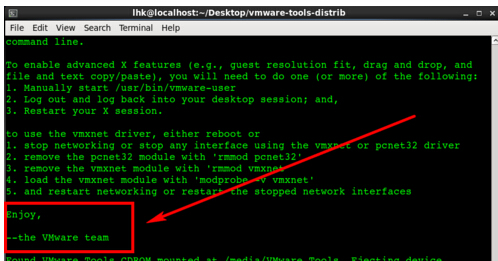 lhk@localhost:~/Desktop/vmware-tools-distrib
File Edit View Search Terminal Help
command line.
To enable advanced X features (e.g., guest resolution fit, drag and drop, and
file and text copy/paste), you will need to do one (or more) of the following:
1. Manually start /usr/bin/vmware-user
2. Log out and log back into your desktop session; and,
3. Restart your X session.
to use the vmxnet driver, either reboot or
1. stop networking or stop any interface using the vmxnet or pcnet32 driver
2. remove the pcnet32 module with 'rmmod pcnet32'
3. remove the vmxnet module with 'rmmod vmxnet'
4. load the vmxnet module with 'modprobe -v vmxnet'
5. and restart networking or restart the stopped network interfaces
Enjoy,
--the VMware team
Found VMware Tools CDROM mounted at /media/VMware Tools. Ejecting device